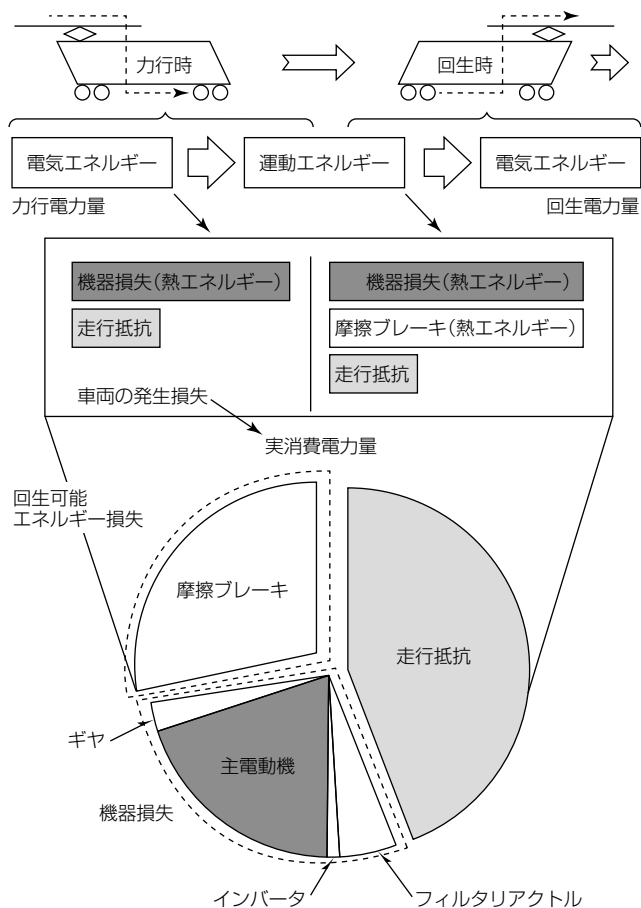 力行時
回生時
電気エネルギー
運動エネルギー
電気エネルギー
力行電力量
回生電力量
機器損失(熱エネルギー)
機器損失(熱エネルギー)
走行抵抗
摩擦ブレーキ(熱エネルギー)
走行抵抗
車両の発生損失
実消費電力量
回生可能
エネルギー損失
摩擦ブレーキ
走行抵抗
ギヤ
主電動機
機器損失
インバータ
フィルタリアクトル